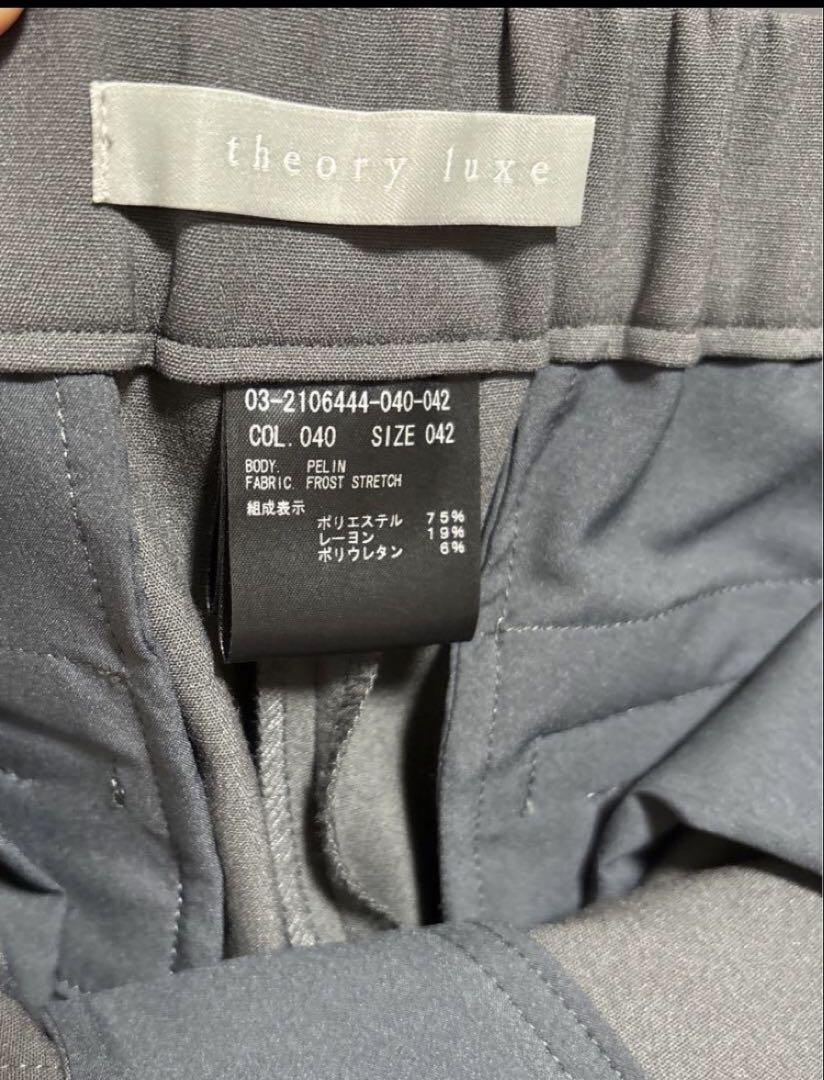 theory luxe
03-2106444-040-042
COL. 040 SIZE 042
BODY. PELIN
FABRIC. FROST STRETCH
組成表示
ポリエステル 75%
レーヨン 19%
ポリウレタン 6%